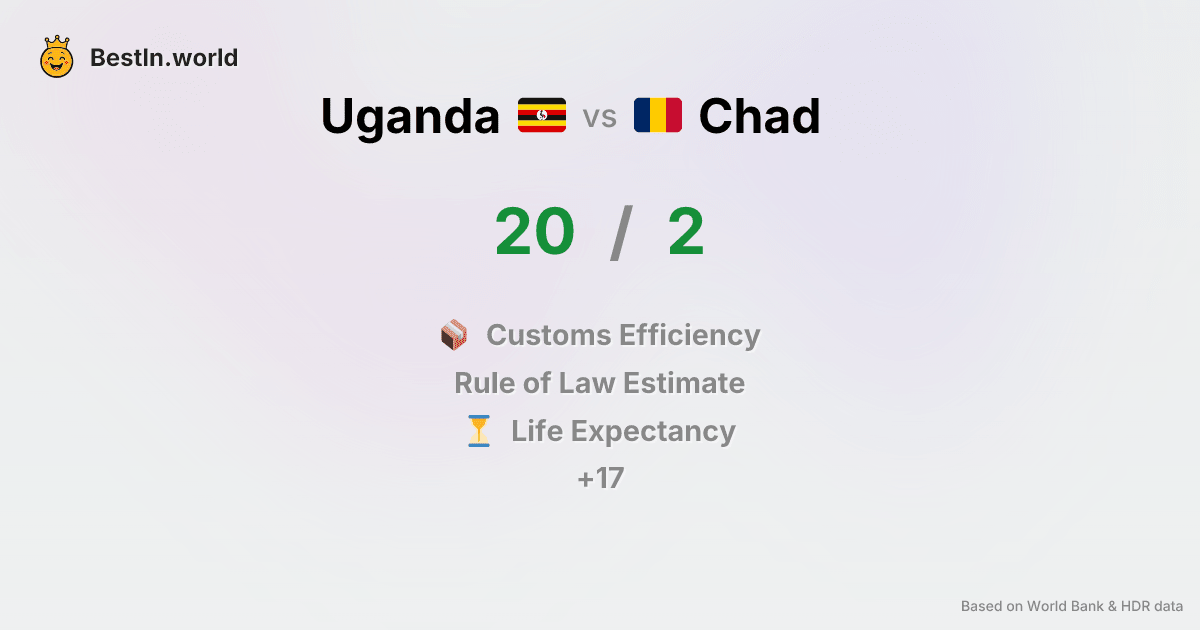 BestIn.world
Uganda vs Chad
20 / 2
Customs Efficiency
Rule of Law Estimate
Life Expectancy
+17
Based on World Bank & HDR data